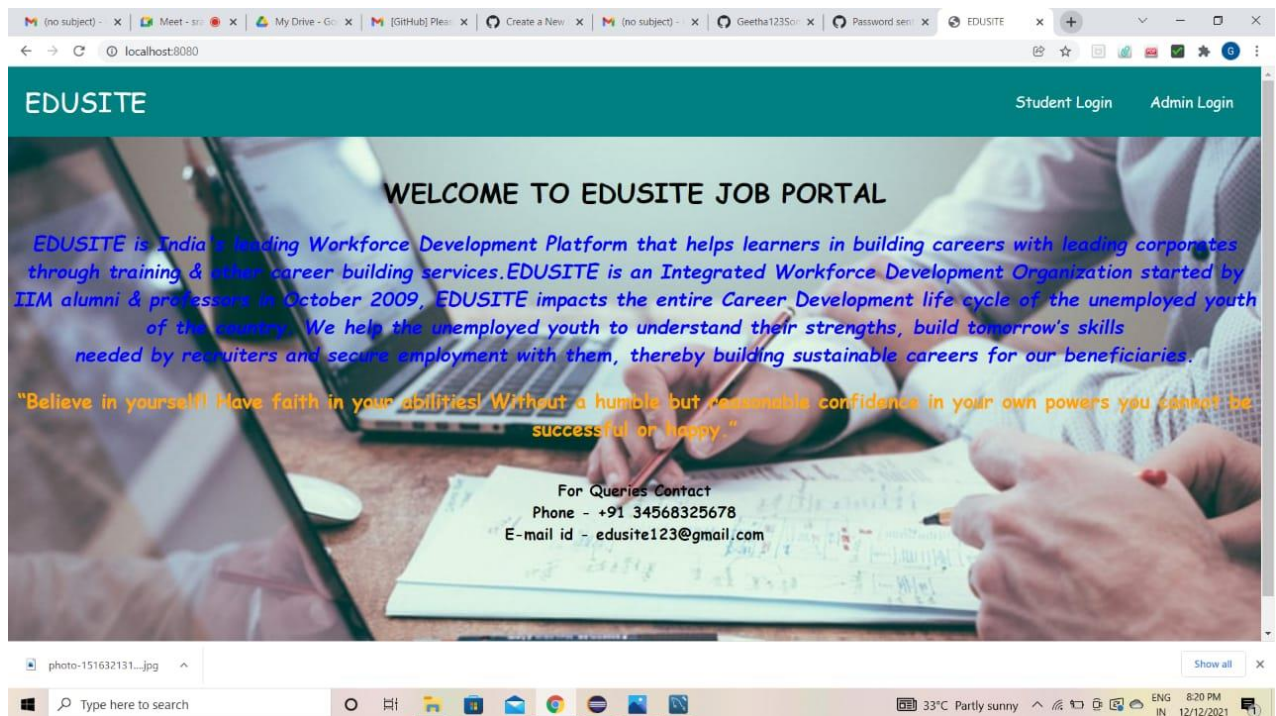 (no subject) -
Meet - sra
My Drive - Go
[GitHub] Pleas
Create a New
(no subject) -
Geetha123Son
Password sent
EDUSITE
localhost:8080
G
EDUSITE
Student Login
Admin Login
WELCOME TO EDUSITE JOB PORTAL
EDUSITE is India's leading Workforce Development Platform that helps learners in building careers with leading corporates
through training & other career building services.EDUSITE is an Integrated Workforce Development Organization started by
IIM alumni & professors in October 2009, EDUSITE impacts the entire Career Development life cycle of the unemployed youth
of the country. We help the unemployed youth to understand their strengths, build tomorrow's skills
needed by recruiters and secure employment with them, thereby building sustainable careers for our beneficiaries.
"Believe in yourself! Have faith in your abilities! Without a humble but reasonable confidence in your own powers you cannot be
successful or happy."
For Queries Contact
Phone - +91 34568325678
E-mail id - edusite123@gmail.com
photo-151632131....jpg
Show all
Type here to search
33°C Partly sunny
ENG
IN
8:20 PM
12/12/2021